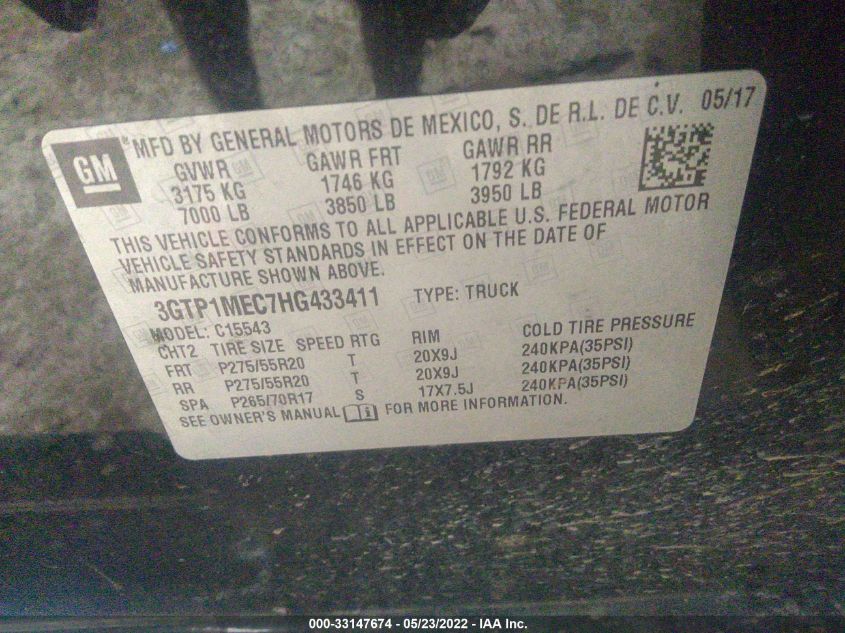 MFD BY GENERAL MOTORS DE MEXICO, S. DE R.L. DE C.V. 05/17
GM
GVWR GAWR FRT GAWR RR
3175 KG 1746 KG 1792 KG
7000 LB 3850 LB 3950 LB
THIS VEHICLE CONFORMS TO ALL APPLICABLE U.S. FEDERAL MOTOR
VEHICLE SAFETY STANDARDS IN EFFECT ON THE DATE OF
MANUFACTURE SHOWN ABOVE.
3GTP1MEC7HG433411 TYPE: TRUCK
MODEL: C15543
CHT2 TIRE SIZE SPEED RTG RIM COLD TIRE PRESSURE
FRT P275/55R20 T 20X9J 240KPA(35PSI)
RR P275/55R20 T 20X9J 240KPA(35PSI)
SPA P265/70R17 S 17X7.5J 240KPA(35PSI)
SEE OWNER'S MANUAL FOR MORE INFORMATION.
000-33147674 - 05/23/2022 - IAA Inc.